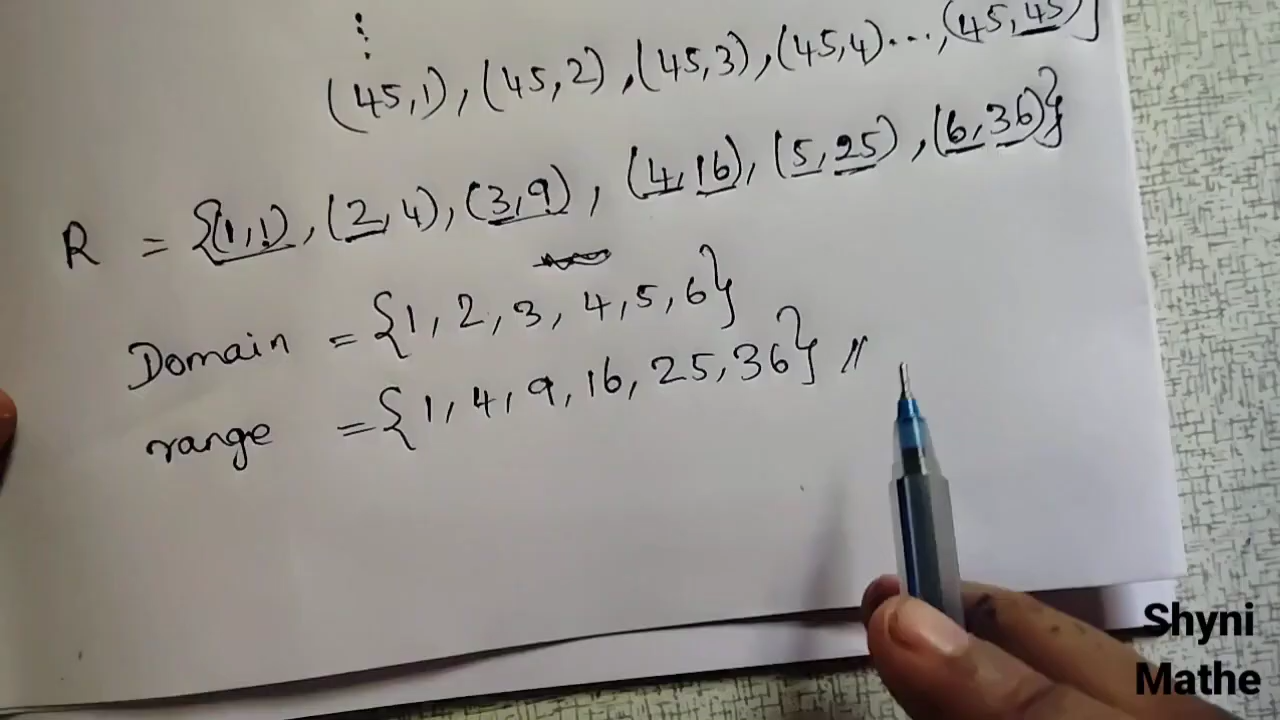 ⋮
(45,1), (45,2), (45,3), (45,4)..., (45,45)}
R = {(1,1), (2,4), (3,9), (4,16), (5,25), (6,36)}
Domain = {1, 2, 3, 4, 5, 6}
range = {1, 4, 9, 16, 25, 36} //
Shyni
Mathe